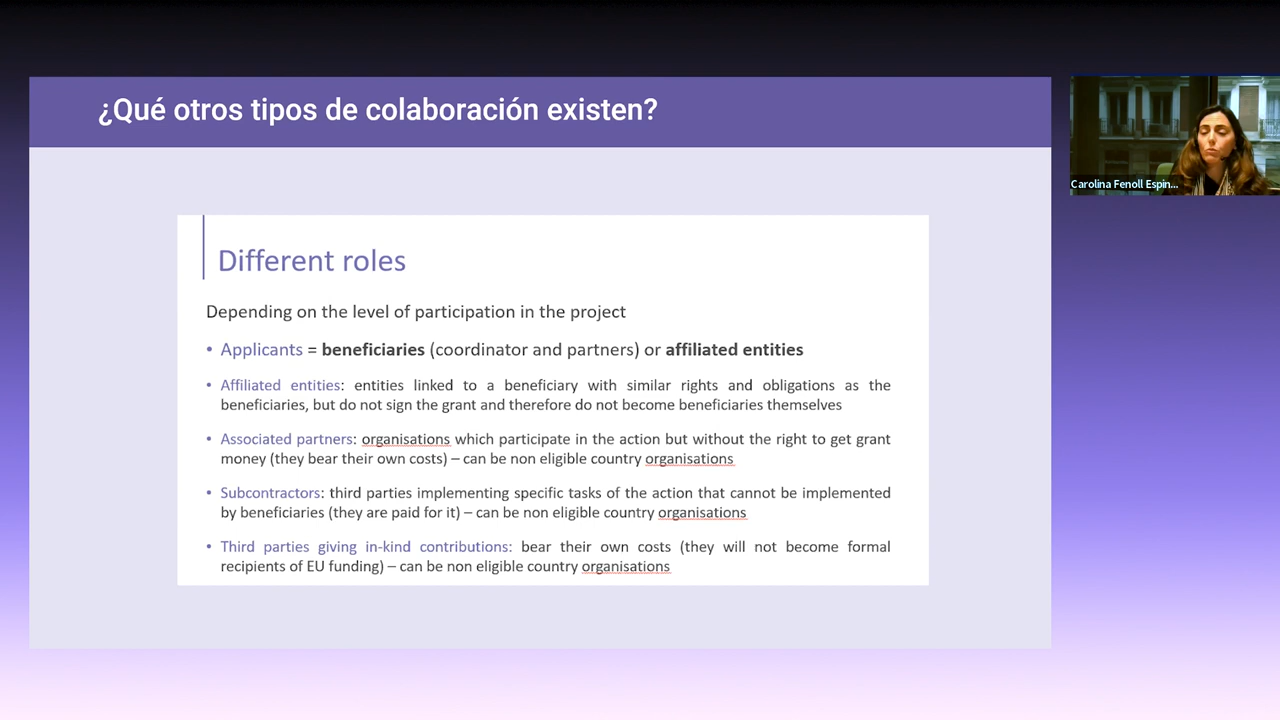 ¿Qué otros tipos de colaboración existen?
Carolina Fenoll Espin...
Different roles
Depending on the level of participation in the project
• Applicants = beneficiaries (coordinator and partners) or affiliated entities
• Affiliated entities: entities linked to a beneficiary with similar rights and obligations as the
beneficiaries, but do not sign the grant and therefore do not become beneficiaries themselves
• Associated partners: organisations which participate in the action but without the right to get grant
money (they bear their own costs) – can be non eligible country organisations
• Subcontractors: third parties implementing specific tasks of the action that cannot be implemented
by beneficiaries (they are paid for it) – can be non eligible country organisations
• Third parties giving in-kind contributions: bear their own costs (they will not become formal
recipients of EU funding) – can be non eligible country organisations